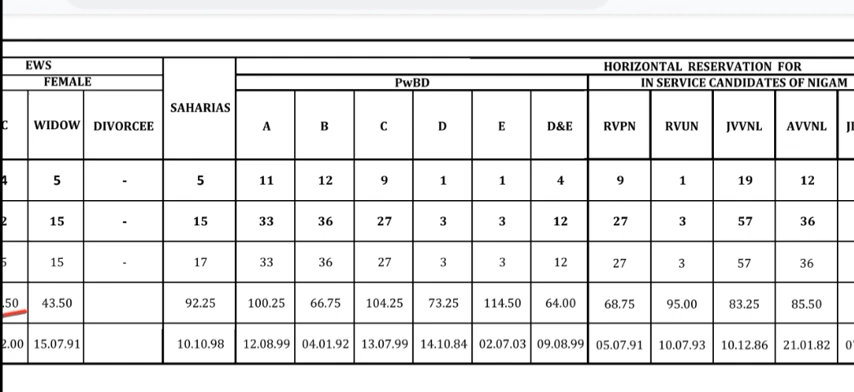 EWS HORIZONTAL RESERVATION FOR
FEMALE PwBD IN SERVICE CANDIDATES OF NIGAM
C WIDOW DIVORCEE SAHARIAS A B C D E D&E RVPN RVUN JVVNL AVVNL
4 5 - 5 11 12 9 1 1 4 9 1 19 12
2 15 - 15 33 36 27 3 3 12 27 3 57 36
5 15 - 17 33 36 27 3 3 12 27 3 57 36
.50 43.50 92.25 100.25 66.75 104.25 73.25 114.50 64.00 68.75 95.00 83.25 85.50
2.00 15.07.91 10.10.98 12.08.99 04.01.92 13.07.99 14.10.84 02.07.03 09.08.99 05.07.91 10.07.93 10.12.86 21.01.82